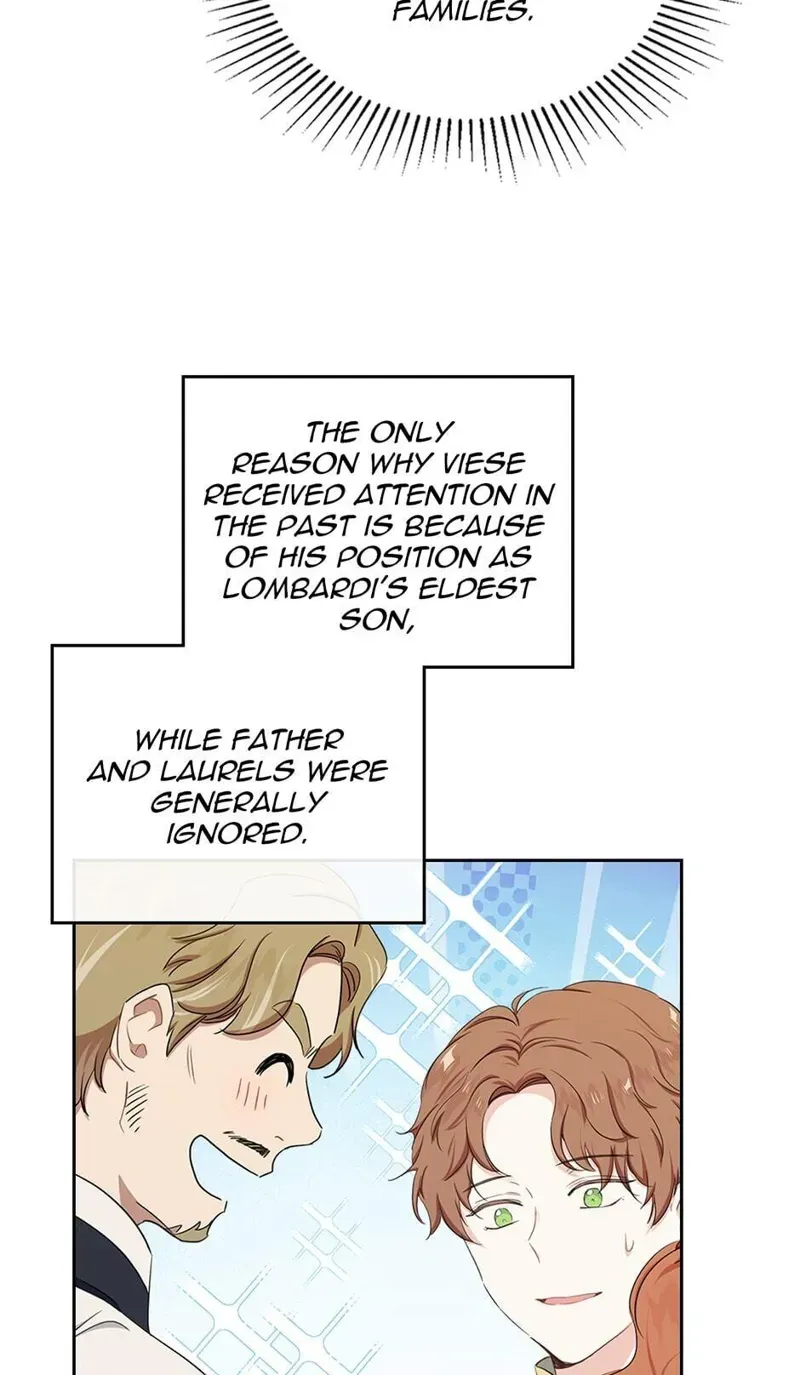 FAMILIES.
THE ONLY
REASON WHY VIESE
RECEIVED ATTENTION IN
THE PAST IS BECAUSE
OF HIS POSITION AS
LOMBARDI'S ELDEST
SON,
WHILE FATHER
AND LAURELS WERE
GENERALLY
IGNORED.